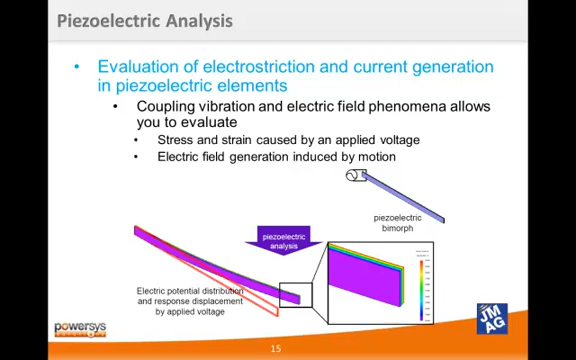 Piezoelectric Analysis
• Evaluation of electrostriction and current generation
in piezoelectric elements
• Coupling vibration and electric field phenomena allows
you to evaluate
• Stress and strain caused by an applied voltage
• Electric field generation induced by motion
piezoelectric
bimorph
piezoelectric
analysis
Electric potential distribution
and response displacement
by applied voltage
powersys
JM
AG
15